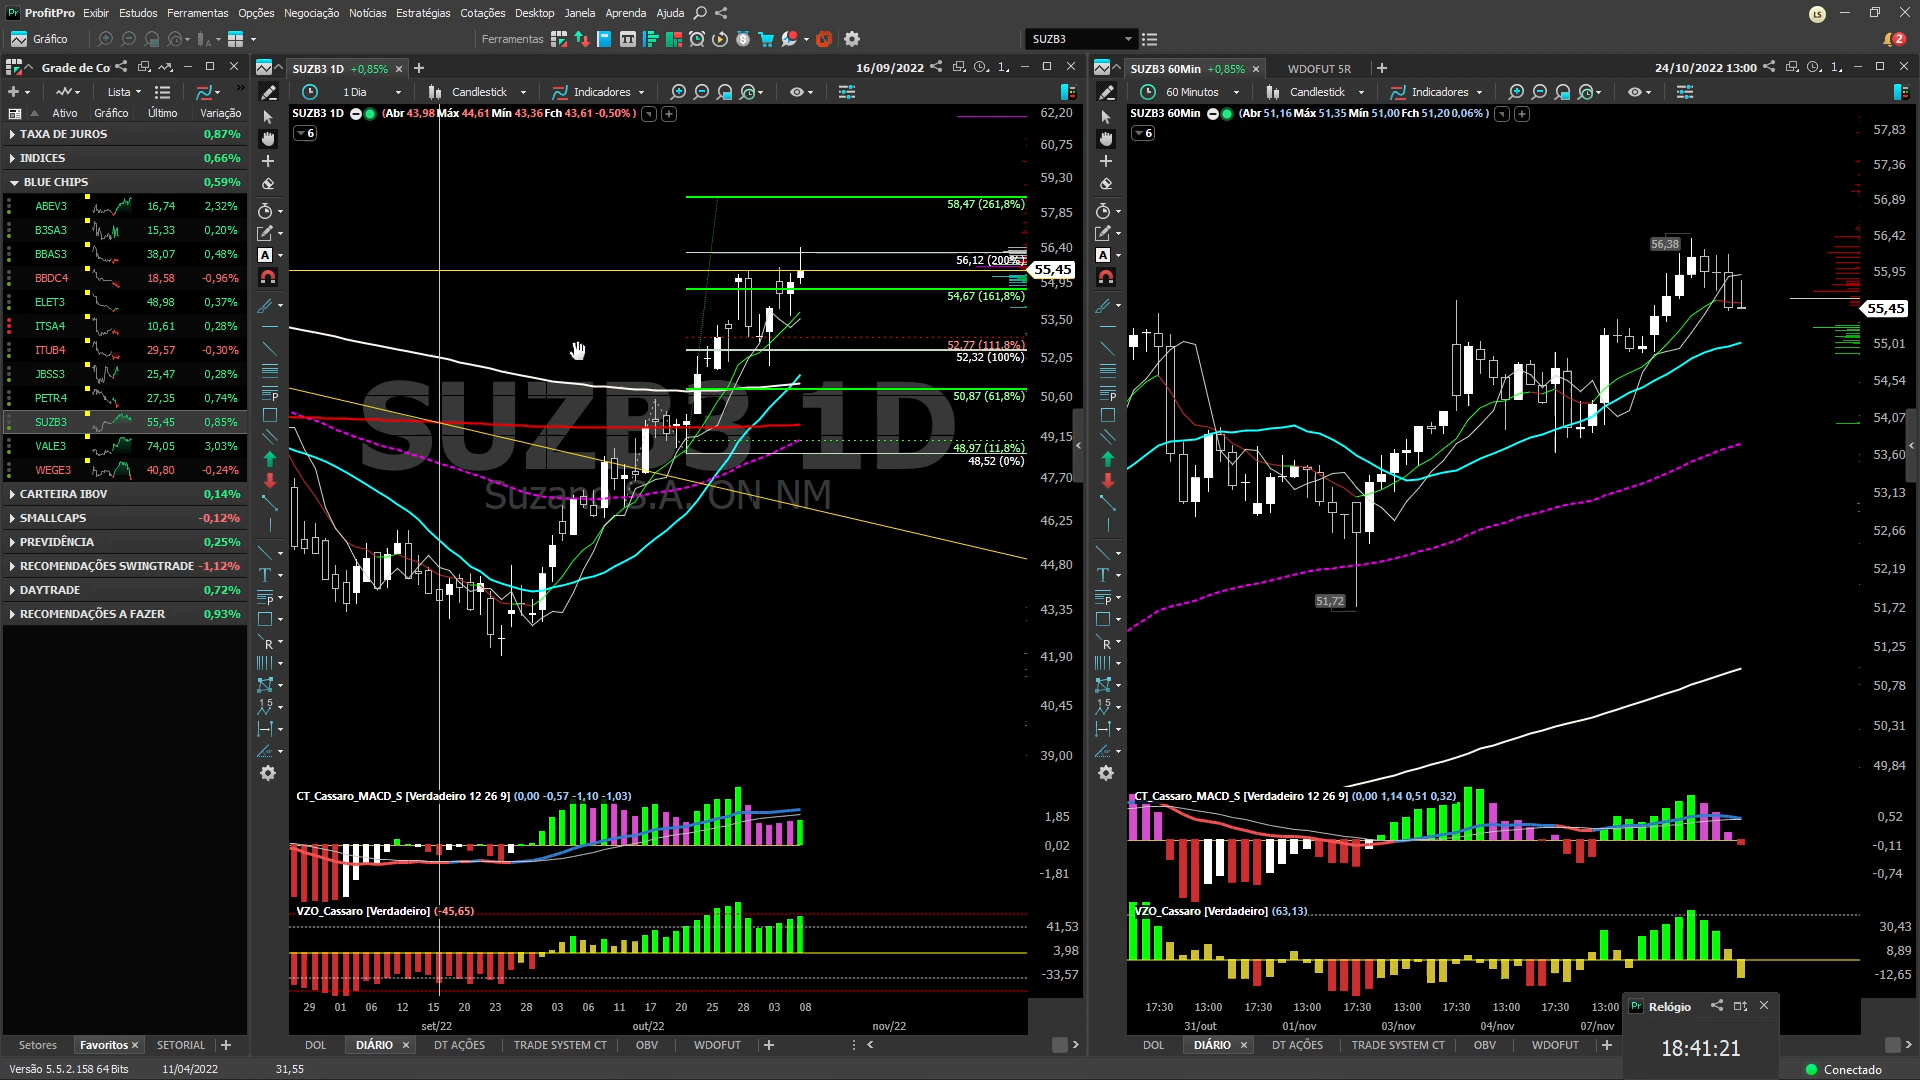 ProfitPro Exibir Estudos Ferramentas Opções Negociação Notícias Estratégias Cotações Desktop Janela Aprenda Ajuda
LS
Gráfico
Ferramentas
SUZB3
2
Grade de Co
Lista
Ativo Gráfico Último Variação
TAXA DE JUROS 0,87%
INDICES 0,66%
BLUE CHIPS 0,59%
ABEV3 16,74 2,32%
B3SA3 15,33 0,20%
BBAS3 38,07 0,48%
BBDC4 18,58 -0,96%
ELET3 48,98 0,37%
ITSA4 10,61 0,28%
ITUB4 29,57 -0,30%
JBSS3 25,47 0,28%
PETR4 27,35 0,74%
SUZB3 55,45 0,85%
VALE3 74,05 3,03%
WEGE3 40,80 -0,24%
CARTEIRA IBOV 0,14%
SMALLCAPS -0,12%
PREVIDÊNCIA 0,25%
RECOMENDAÇÕES SWINGTRADE -1,12%
DAYTRADE 0,72%
RECOMENDAÇÕES A FAZER 0,93%
Setores Favoritos SETORIAL
Versão 5.5.2.158 64 Bits 11/04/2022 31,55
SUZB3 1D +0,85%
16/09/2022
1 Dia Candlestick Indicadores
SUZB3 1D (Abr 43,98 Máx 44,61 Mín 43,36 Fch 43,61 -0,50%)
6
58,47 (261,8%)
56,12 (200%)
54,67 (161,8%)
52,77 (111,8%)
52,32 (100%)
50,87 (61,8%)
48,97 (11,8%)
48,52 (0%)
SUZB3 1D
Suzano S.A. ON NM
62,20
60,75
59,30
57,85
56,40
55,45
54,95
53,50
52,05
50,60
49,15
47,70
46,25
44,80
43,35
41,90
40,45
39,00
CT_Cassaro_MACD_S [Verdadeiro 12 26 9] (0,00 -0,57 -1,10 -1,03)
1,85
0,02
-1,81
VZO_Cassaro [Verdadeiro] (-45,65)
41,53
3,98
-33,57
29 01 06 12 15 20 23 28 03 06 11 17 20 25 28 03 08
set/22 out/22 nov/22
DOL DIÁRIO DT AÇÕES TRADE SYSTEM CT OBV WDOFUT
SUZB3 60Min +0,85% WDOFUT 5R
24/10/2022 13:00
60 Minutos Candlestick Indicadores
SUZB3 60Min (Abr 51,16 Máx 51,35 Mín 51,00 Fch 51,20 0,06%)
6
56,38
51,72
57,83
57,36
56,89
56,42
55,95
55,45
55,01
54,54
54,07
53,60
53,13
52,66
52,19
51,72
51,25
50,78
50,31
49,84
CT_Cassaro_MACD_S [Verdadeiro 12 26 9] (0,00 1,14 0,51 0,32)
0,52
-0,11
-0,74
VZO_Cassaro [Verdadeiro] (63,13)
30,43
8,89
-12,65
17:30 13:00 17:30 13:00 17:30 13:00 17:30 13:00 17:30 13:00
31/out 01/nov 03/nov 04/nov 07/nov
DOL DIÁRIO DT AÇÕES TRADE SYSTEM CT OBV WDOFUT
Relógio
18:41:21
Conectado